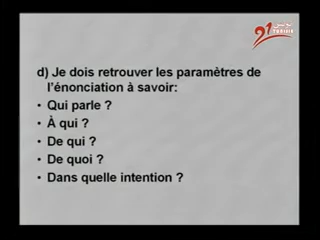 d) Je dois retrouver les paramètres de
l'énonciation à savoir:
• Qui parle ?
• À qui ?
• De qui ?
• De quoi ?
• Dans quelle intention ?